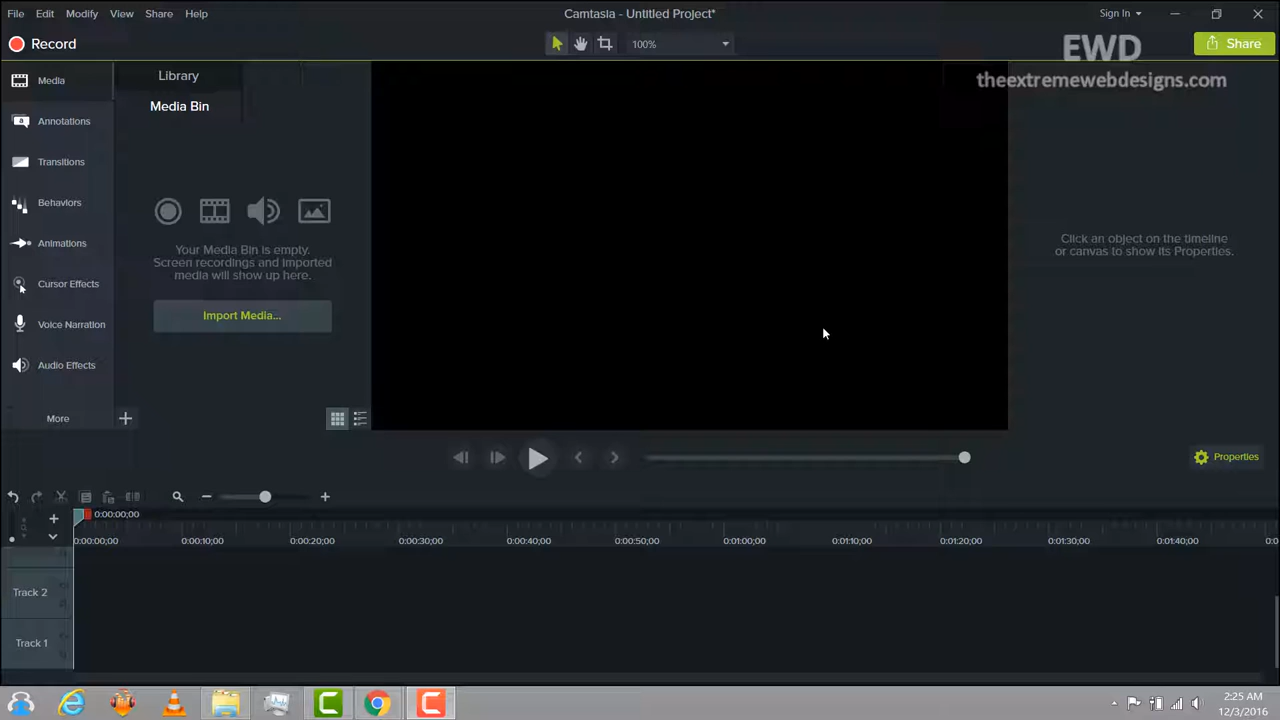 File Edit Modify View Share Help
Camtasia - Untitled Project*
Sign In
Record
100%
Share
EWD
theextremewebdesigns.com
Media
Annotations
Transitions
Behaviors
Animations
Cursor Effects
Voice Narration
Audio Effects
More
Library
Media Bin
Your Media Bin is empty.
Screen recordings and imported
media will show up here.
Import Media...
Click an object on the timeline
or canvas to show its Properties.
Properties
0:00:00;00
0:00:00;00 0:00:10;00 0:00:20;00 0:00:30;00 0:00:40;00 0:00:50;00 0:01:00;00 0:01:10;00 0:01:20;00 0:01:30;00 0:01:40;00
Track 2
Track 1
2:25 AM
12/3/2016